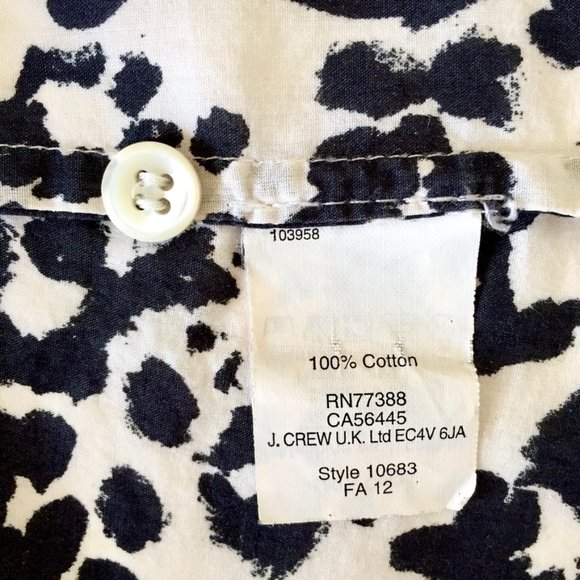 103958
100% Cotton
RN77388
CA56445
J. CREW U.K. Ltd EC4V 6JA
Style 10683
FA 12